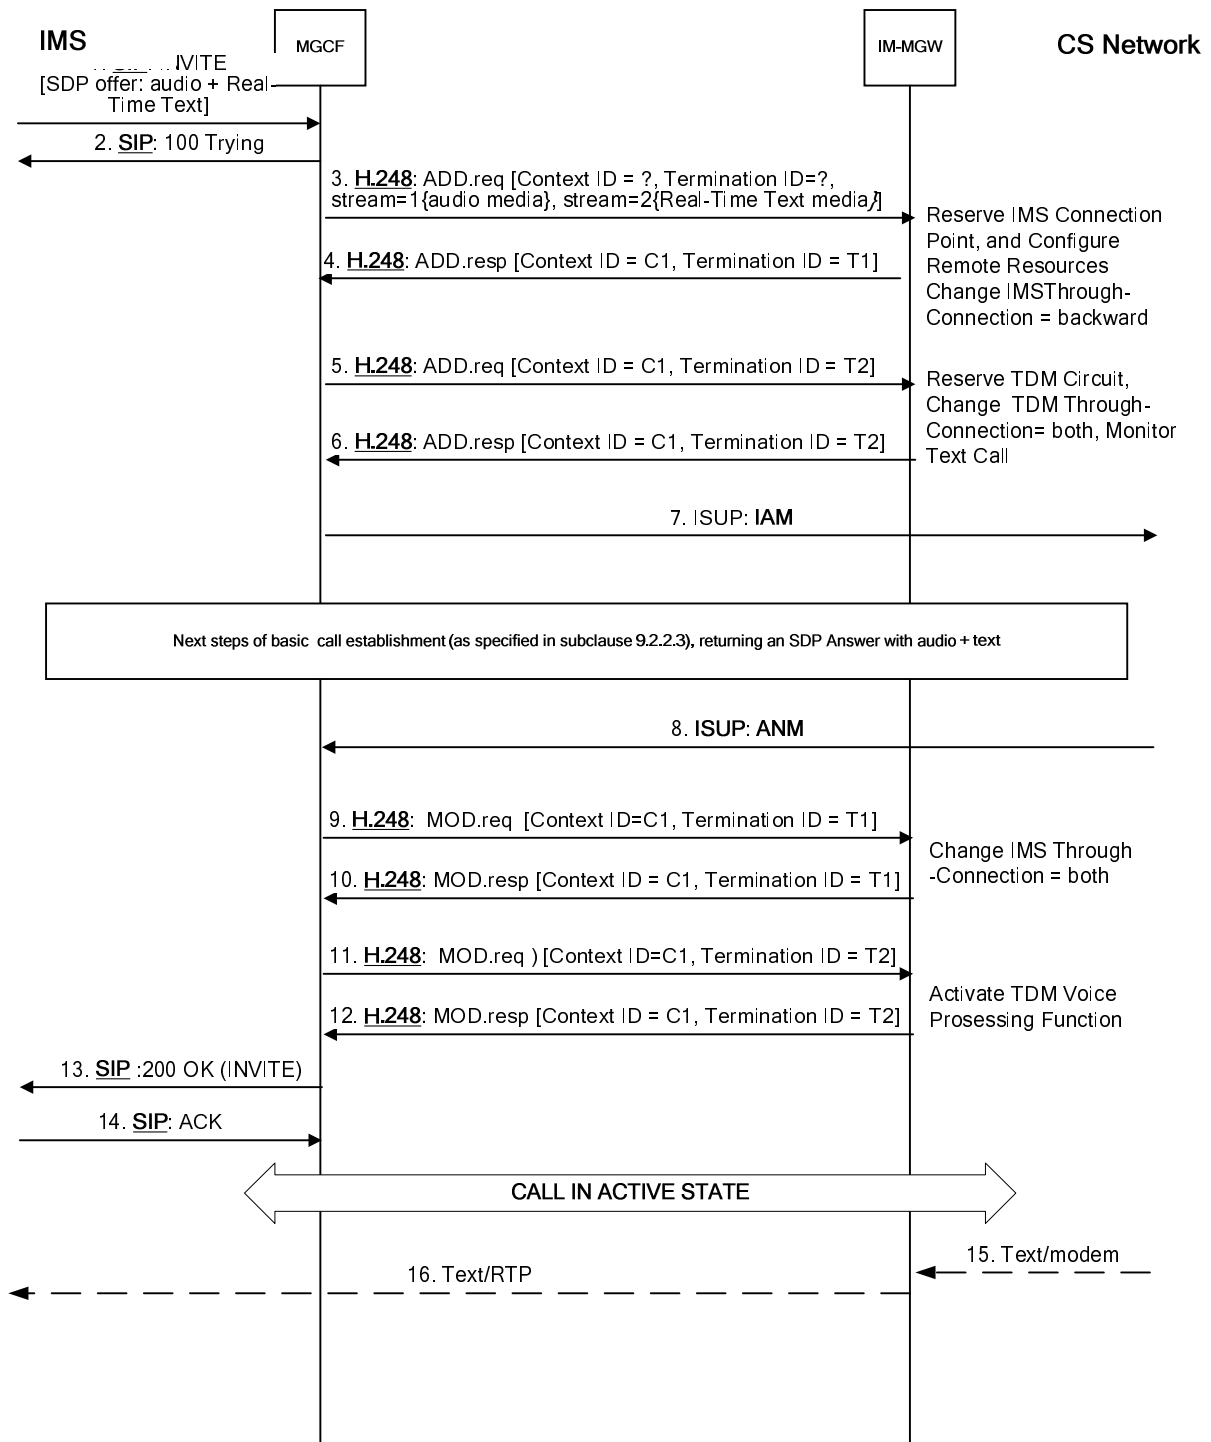 IMS
MGCF
IM-MGW
CS Network
INVITE
[SDP offer: audio + Real-
Time Text]
2. SIP: 100 Trying
3. H.248: ADD.req [Context ID = ?, Termination ID=?,
stream=1{audio media}, stream=2{Real-Time Text media}]
Reserve IMS Connection
Point, and Configure
Remote Resources
Change IMSThrough-
Connection = backward
4. H.248: ADD.resp [Context ID = C1, Termination ID = T1]
5. H.248: ADD.req [Context ID = C1, Termination ID = T2]
Reserve TDM Circuit,
Change TDM Through-
Connection= both, Monitor
Text Call
6. H.248: ADD.resp [Context ID = C1, Termination ID = T2]
7. ISUP: IAM
Next steps of basic call establishment (as specified in subclause 9.2.2.3), returning an SDP Answer with audio + text
8. ISUP: ANM
9. H.248: MOD.req [Context ID=C1, Termination ID = T1]
Change IMS Through
-Connection = both
10. H.248: MOD.resp [Context ID = C1, Termination ID = T1]
11. H.248: MOD.req ) [Context ID=C1, Termination ID = T2]
Activate TDM Voice
Prosessing Function
12. H.248: MOD.resp [Context ID = C1, Termination ID = T2]
13. SIP :200 OK (INVITE)
14. SIP: ACK
CALL IN ACTIVE STATE
15. Text/modem
16. Text/RTP